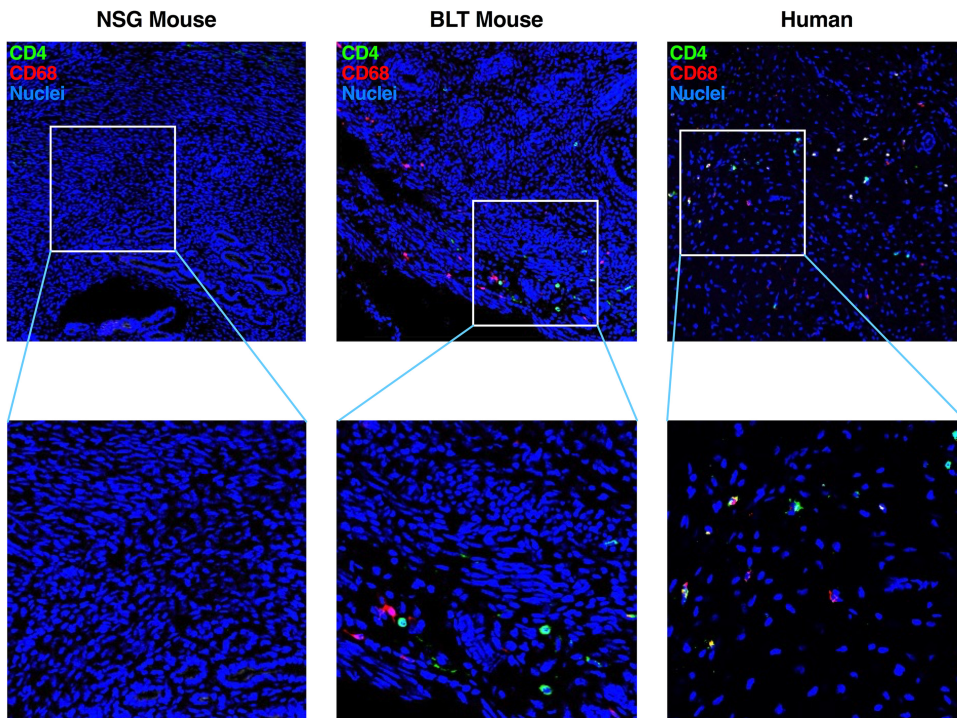 NSG Mouse
BLT Mouse
Human
CD4
CD68
Nuclei
CD4
CD68
Nuclei
CD4
CD68
Nuclei